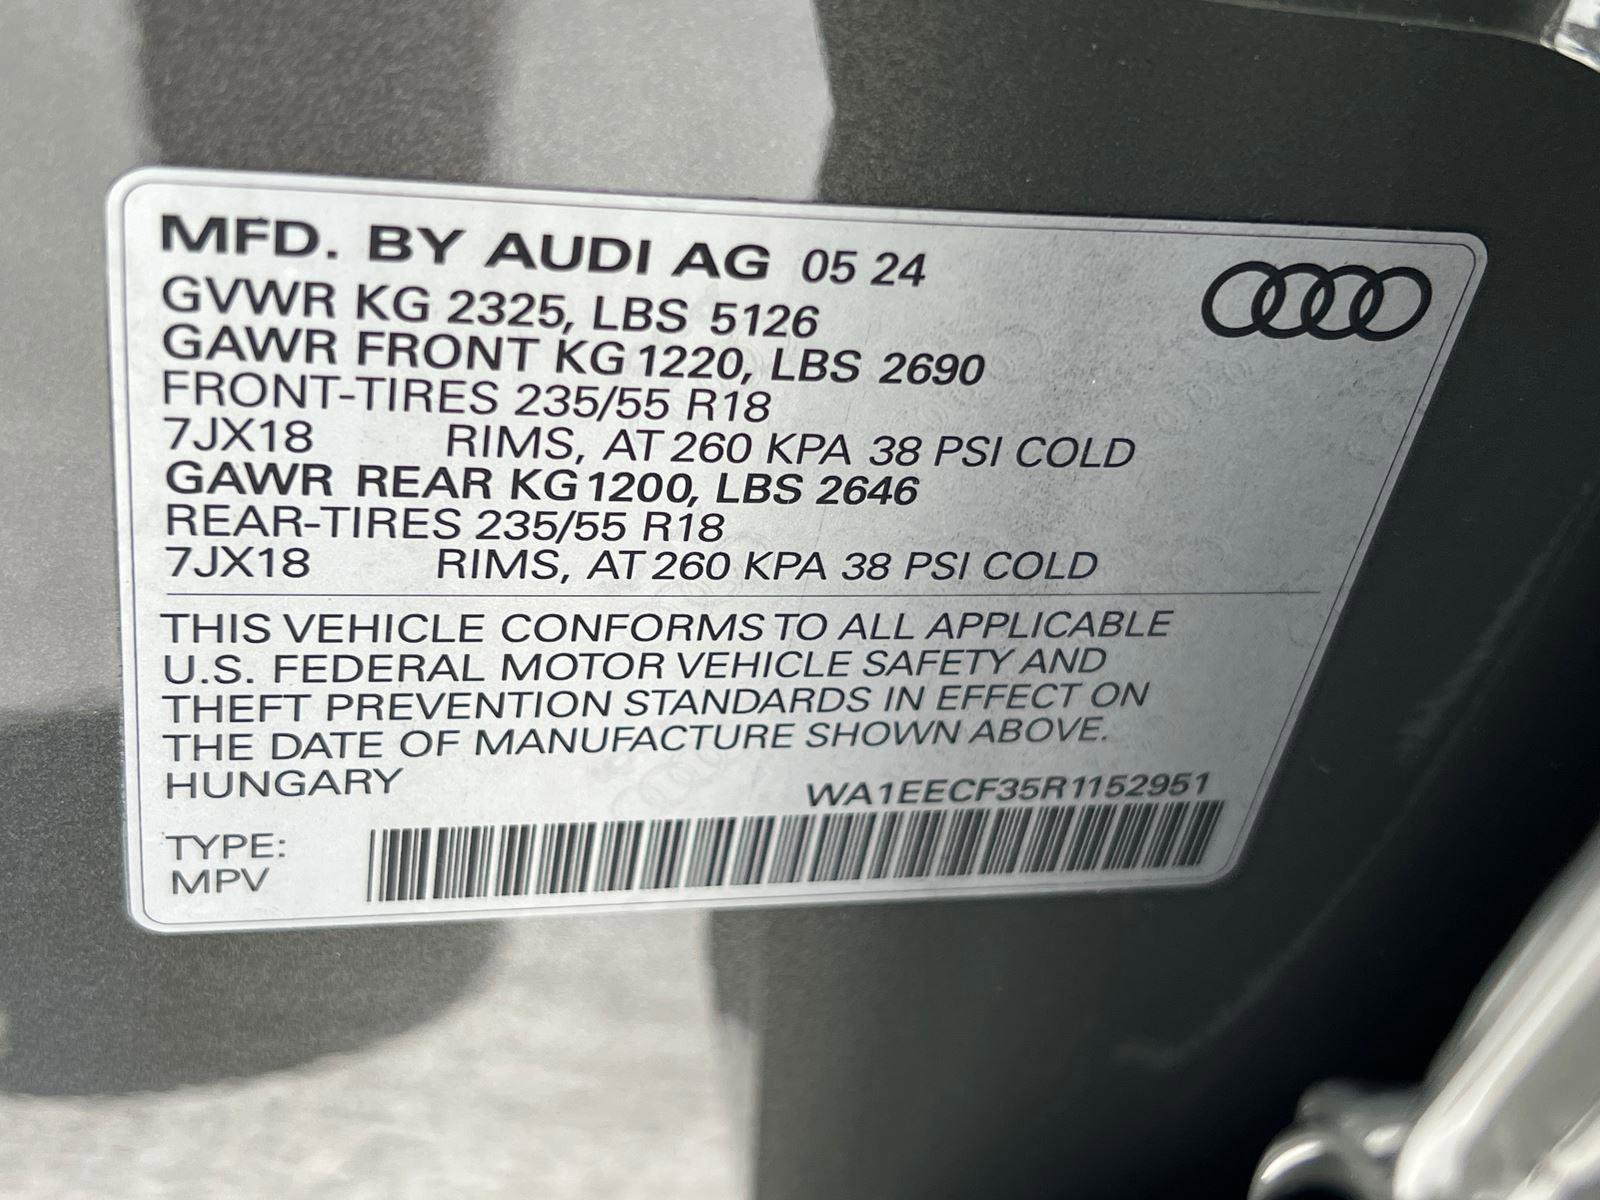 MFD. BY AUDI AG 05 24
GVWR KG 2325, LBS 5126
GAWR FRONT KG 1220, LBS 2690
FRONT-TIRES 235/55 R18
7JX18 RIMS, AT 260 KPA 38 PSI COLD
GAWR REAR KG 1200, LBS 2646
REAR-TIRES 235/55 R18
7JX18 RIMS, AT 260 KPA 38 PSI COLD
THIS VEHICLE CONFORMS TO ALL APPLICABLE
U.S. FEDERAL MOTOR VEHICLE SAFETY AND
THEFT PREVENTION STANDARDS IN EFFECT ON
THE DATE OF MANUFACTURE SHOWN ABOVE.
HUNGARY
WA1EECF35R1152951
TYPE:
MPV